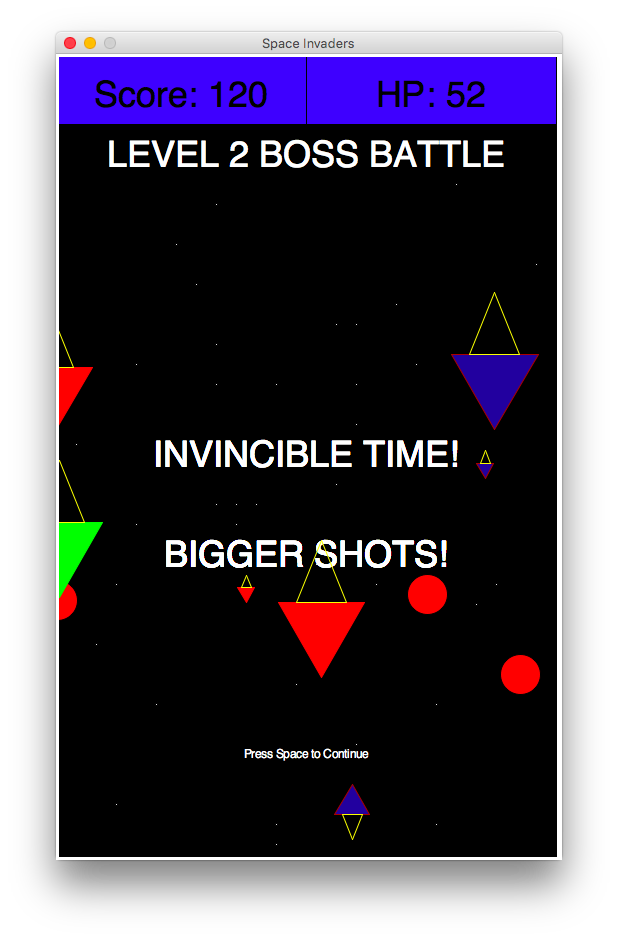 Space Invaders
Score: 120
HP: 52
LEVEL 2 BOSS BATTLE
INVINCIBLE TIME!
BIGGER SHOTS!
Press Space to Continue